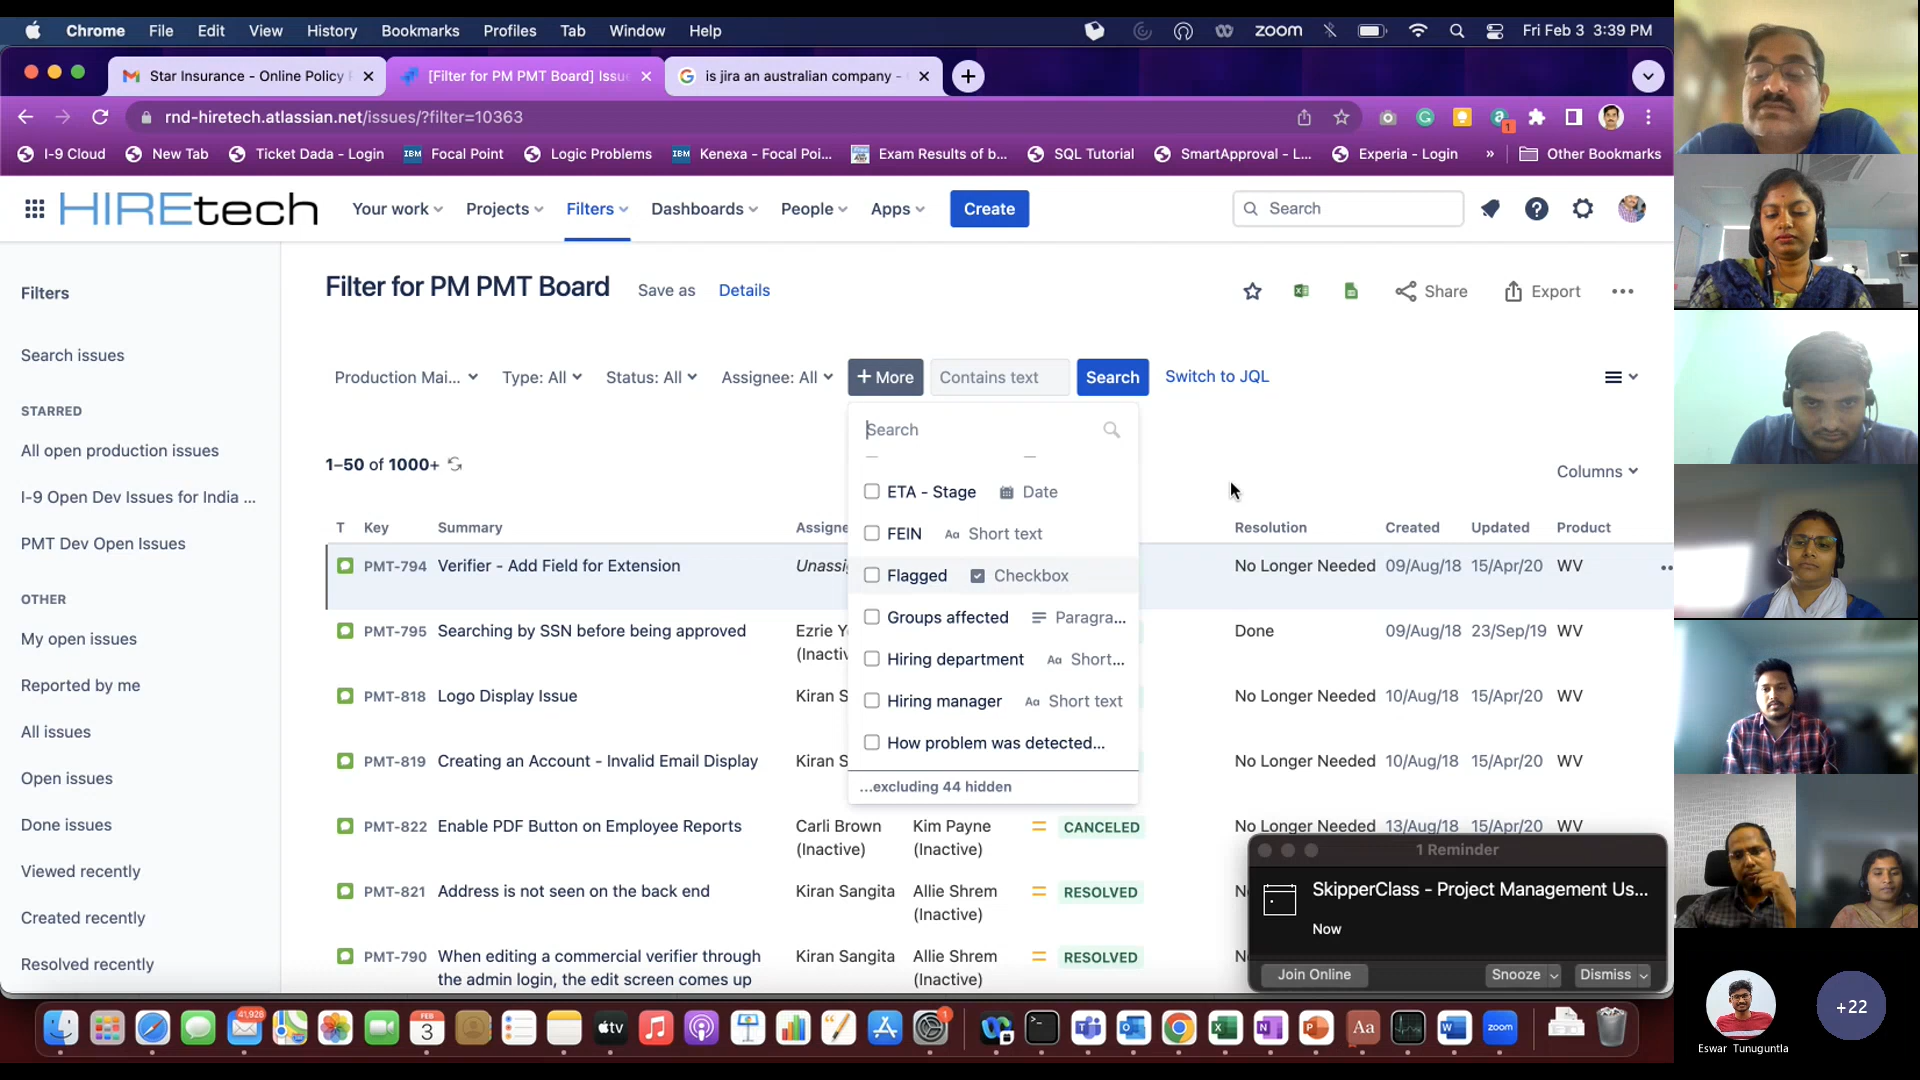 Chrome File Edit View History Bookmarks Profiles Tab Window Help zoom Fri Feb 3 3:39 PM
Star Insurance - Online Policy [Filter for PM PMT Board] Issu is jira an australian company -
rnd-hiretech.atlassian.net/issues/?filter=10363
1
I-9 Cloud New Tab Ticket Dada - Login IBM Focal Point Logic Problems IBM Kenexa - Focal Poi... Exam Results of b... SQL Tutorial SmartApproval - L... Experia - Login » Other Bookmarks
HIREtech Your work Projects Filters Dashboards People Apps Create Search
Filters
Search issues
STARRED
All open production issues
I-9 Open Dev Issues for India ...
PMT Dev Open Issues
OTHER
My open issues
Reported by me
All issues
Open issues
Done issues
Viewed recently
Created recently
Resolved recently
Filter for PM PMT Board Save as Details Share Export
Production Mai... Type: All Status: All Assignee: All + More Contains text Search Switch to JQL
Search
ETA - Stage Date
FEIN Aa Short text
Flagged Checkbox
Groups affected Paragra...
Hiring department Aa Short...
Hiring manager Aa Short text
How problem was detected...
...excluding 44 hidden
1–50 of 1000+ Columns
T Key Summary Assigne Resolution Created Updated Product
PMT-794 Verifier - Add Field for Extension Unassi No Longer Needed 09/Aug/18 15/Apr/20 WV
PMT-795 Searching by SSN before being approved Ezrie Y Done 09/Aug/18 23/Sep/19 WV
(Inacti
PMT-818 Logo Display Issue Kiran S No Longer Needed 10/Aug/18 15/Apr/20 WV
PMT-819 Creating an Account - Invalid Email Display Kiran S No Longer Needed 10/Aug/18 15/Apr/20 WV
PMT-822 Enable PDF Button on Employee Reports Carli Brown Kim Payne CANCELED No Longer Needed 13/Aug/18 15/Apr/20 WV
(Inactive) (Inactive)
PMT-821 Address is not seen on the back end Kiran Sangita Allie Shrem RESOLVED
(Inactive)
PMT-790 When editing a commercial verifier through Kiran Sangita Allie Shrem RESOLVED
the admin login, the edit screen comes up (Inactive)
1 Reminder
SkipperClass - Project Management Us...
Now
Join Online Snooze Dismiss
41,928 FEB 3 tv 1 Aa zoom
Eswar Tunuguntla
+22